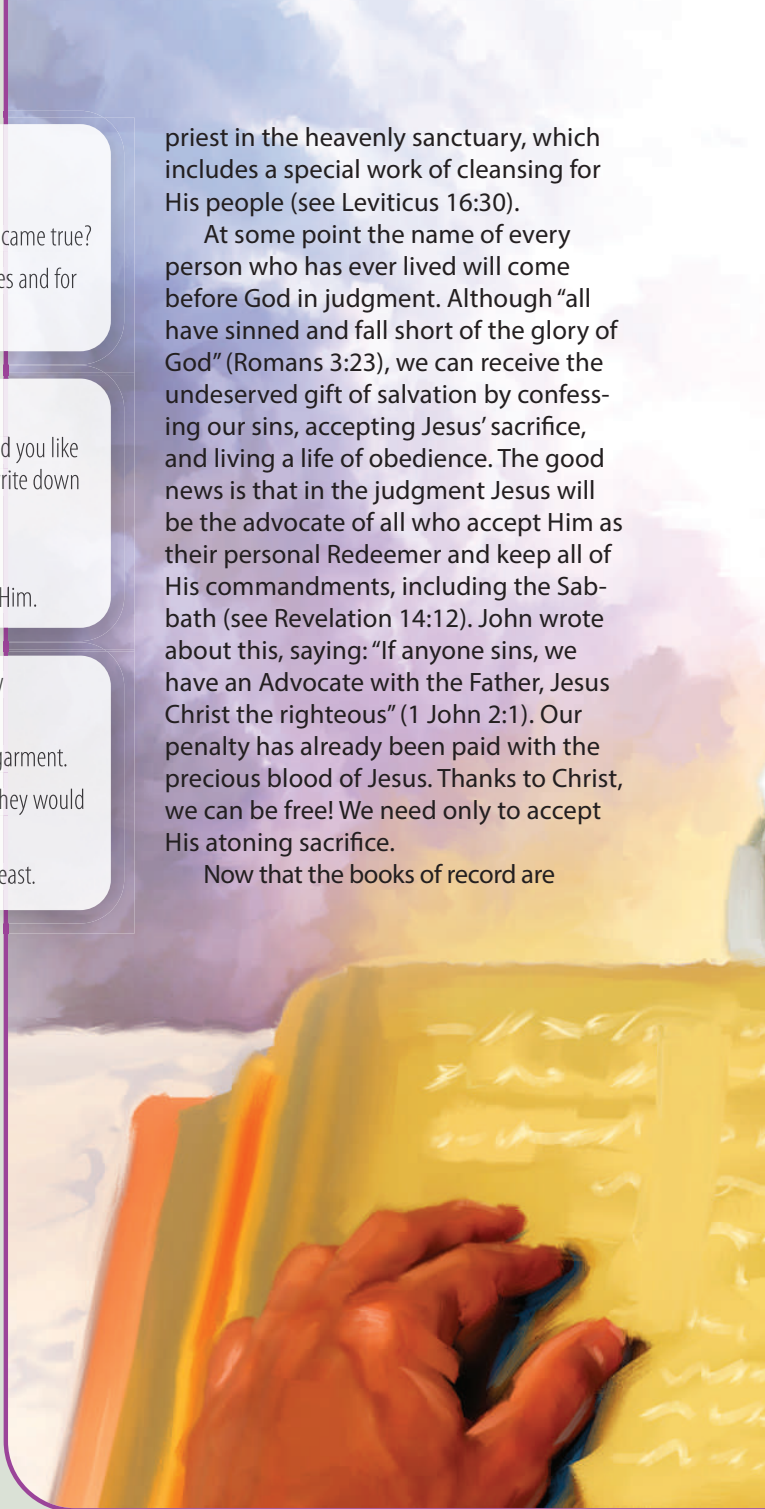 came true?
es and for
d you like
rite down
Him.
y
garment.
hey would
east.
priest in the heavenly sanctuary, which
includes a special work of cleansing for
His people (see Leviticus 16:30).
At some point the name of every
person who has ever lived will come
before God in judgment. Although “all
have sinned and fall short of the glory of
God” (Romans 3:23), we can receive the
undeserved gift of salvation by confess-
ing our sins, accepting Jesus’ sacrifice,
and living a life of obedience. The good
news is that in the judgment Jesus will
be the advocate of all who accept Him as
their personal Redeemer and keep all of
His commandments, including the Sab-
bath (see Revelation 14:12). John wrote
about this, saying: “If anyone sins, we
have an Advocate with the Father, Jesus
Christ the righteous” (1 John 2:1). Our
penalty has already been paid with the
precious blood of Jesus. Thanks to Christ,
we can be free! We need only to accept
His atoning sacrifice.
Now that the books of record are